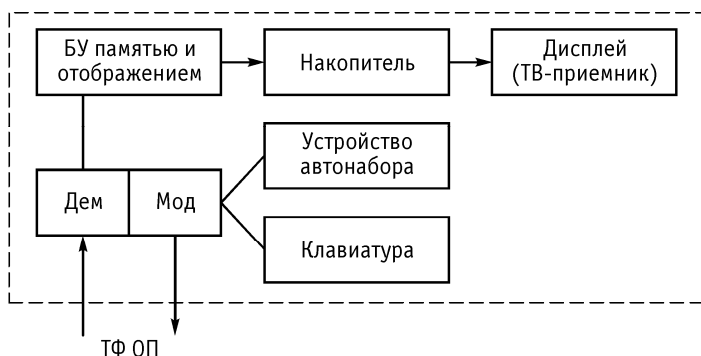 БУ памятью и
отображением
Накопитель
Дисплей
(ТВ-приемник)
Устройство
автонабора
Дем
Мод
Клавиатура
ТФ ОП